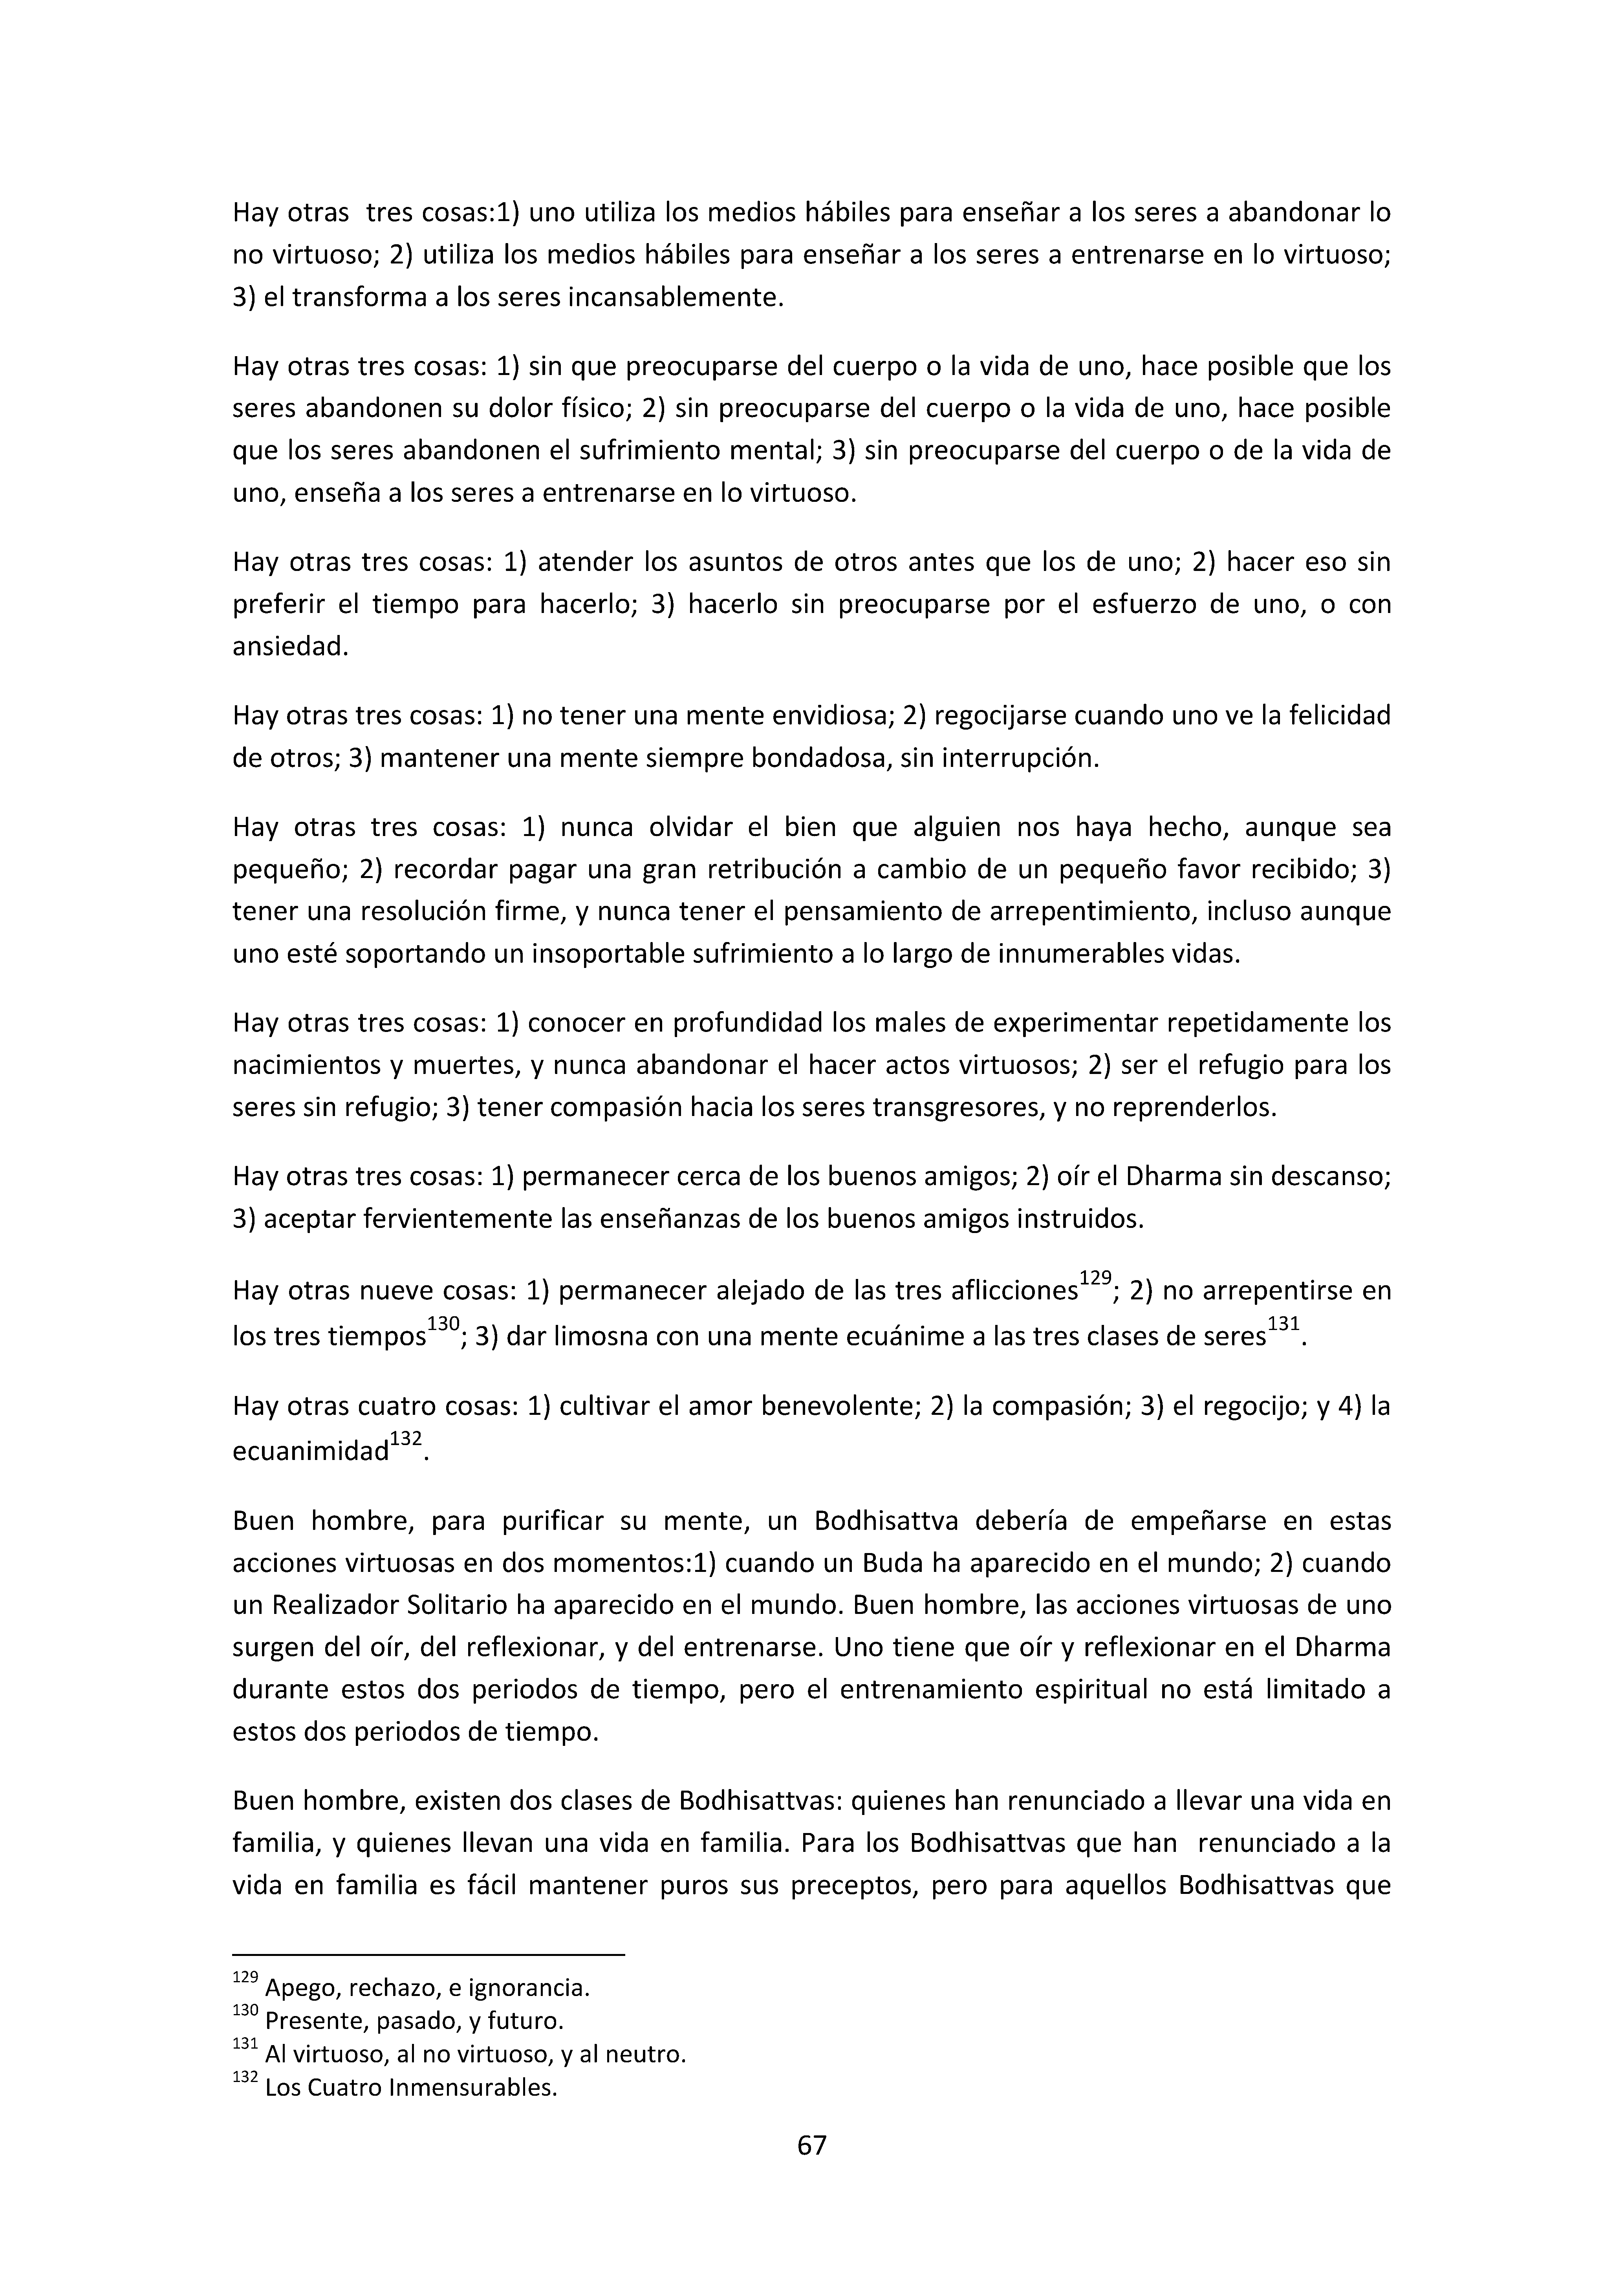 Hay otras  tres cosas:1) uno utiliza los medios hábiles para enseñar a los seres a abandonar lo
no virtuoso; 2) utiliza los medios hábiles para enseñar a los seres a entrenarse en lo virtuoso;
3) el transforma a los seres incansablemente.
Hay otras tres cosas: 1) sin que preocuparse del cuerpo o la vida de uno, hace posible que los
seres abandonen su dolor físico; 2) sin preocuparse del cuerpo o la vida de uno, hace posible
que los seres abandonen el sufrimiento mental; 3) sin preocuparse del cuerpo o de la vida de
uno, enseña a los seres a entrenarse en lo virtuoso.
Hay otras tres cosas: 1) atender los asuntos de otros antes que los de uno; 2) hacer eso sin
preferir el tiempo para hacerlo; 3) hacerlo sin preocuparse por el esfuerzo de uno, o con
ansiedad.
Hay otras tres cosas: 1) no tener una mente envidiosa; 2) regocijarse cuando uno ve la felicidad
de otros; 3) mantener una mente siempre bondadosa, sin interrupción.
Hay otras tres cosas: 1) nunca olvidar el bien que alguien nos haya hecho, aunque sea
pequeño; 2) recordar pagar una gran retribución a cambio de un pequeño favor recibido; 3)
tener una resolución firme, y nunca tener el pensamiento de arrepentimiento, incluso aunque
uno esté soportando un insoportable sufrimiento a lo largo de innumerables vidas.
Hay otras tres cosas: 1) conocer en profundidad los males de experimentar repetidamente los
nacimientos y muertes, y nunca abandonar el hacer actos virtuosos; 2) ser el refugio para los
seres sin refugio; 3) tener compasión hacia los seres transgresores, y no reprenderlos.
Hay otras tres cosas: 1) permanecer cerca de los buenos amigos; 2) oír el Dharma sin descanso;
3) aceptar fervientemente las enseñanzas de los buenos amigos instruidos.
Hay otras nueve cosas: 1) permanecer alejado de las tres aflicciones129; 2) no arrepentirse en
los tres tiempos130; 3) dar limosna con una mente ecuánime a las tres clases de seres131.
Hay otras cuatro cosas: 1) cultivar el amor benevolente; 2) la compasión; 3) el regocijo; y 4) la
ecuanimidad132.
Buen hombre, para purificar su mente, un Bodhisattva debería de empeñarse en estas
acciones virtuosas en dos momentos:1) cuando un Buda ha aparecido en el mundo; 2) cuando
un Realizador Solitario ha aparecido en el mundo. Buen hombre, las acciones virtuosas de uno
surgen del oír, del reflexionar, y del entrenarse. Uno tiene que oír y reflexionar en el Dharma
durante estos dos periodos de tiempo, pero el entrenamiento espiritual no está limitado a
estos dos periodos de tiempo.
Buen hombre, existen dos clases de Bodhisattvas: quienes han renunciado a llevar una vida en
familia, y quienes llevan una vida en familia. Para los Bodhisattvas que han  renunciado a la
vida en familia es fácil mantener puros sus preceptos, pero para aquellos Bodhisattvas que
129 Apego, rechazo, e ignorancia.
130 Presente, pasado, y futuro.
131 Al virtuoso, al no virtuoso, y al neutro.
132 Los Cuatro Inmensurables.
67